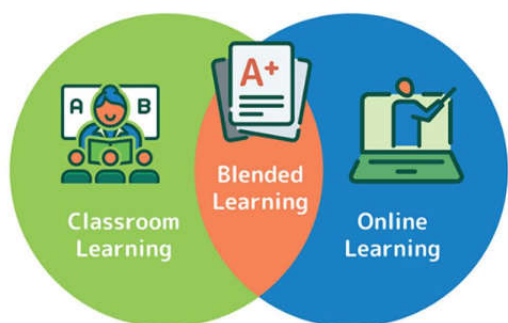 A B
A+
Blended
Learning
Classroom
Learning
Online
Learning